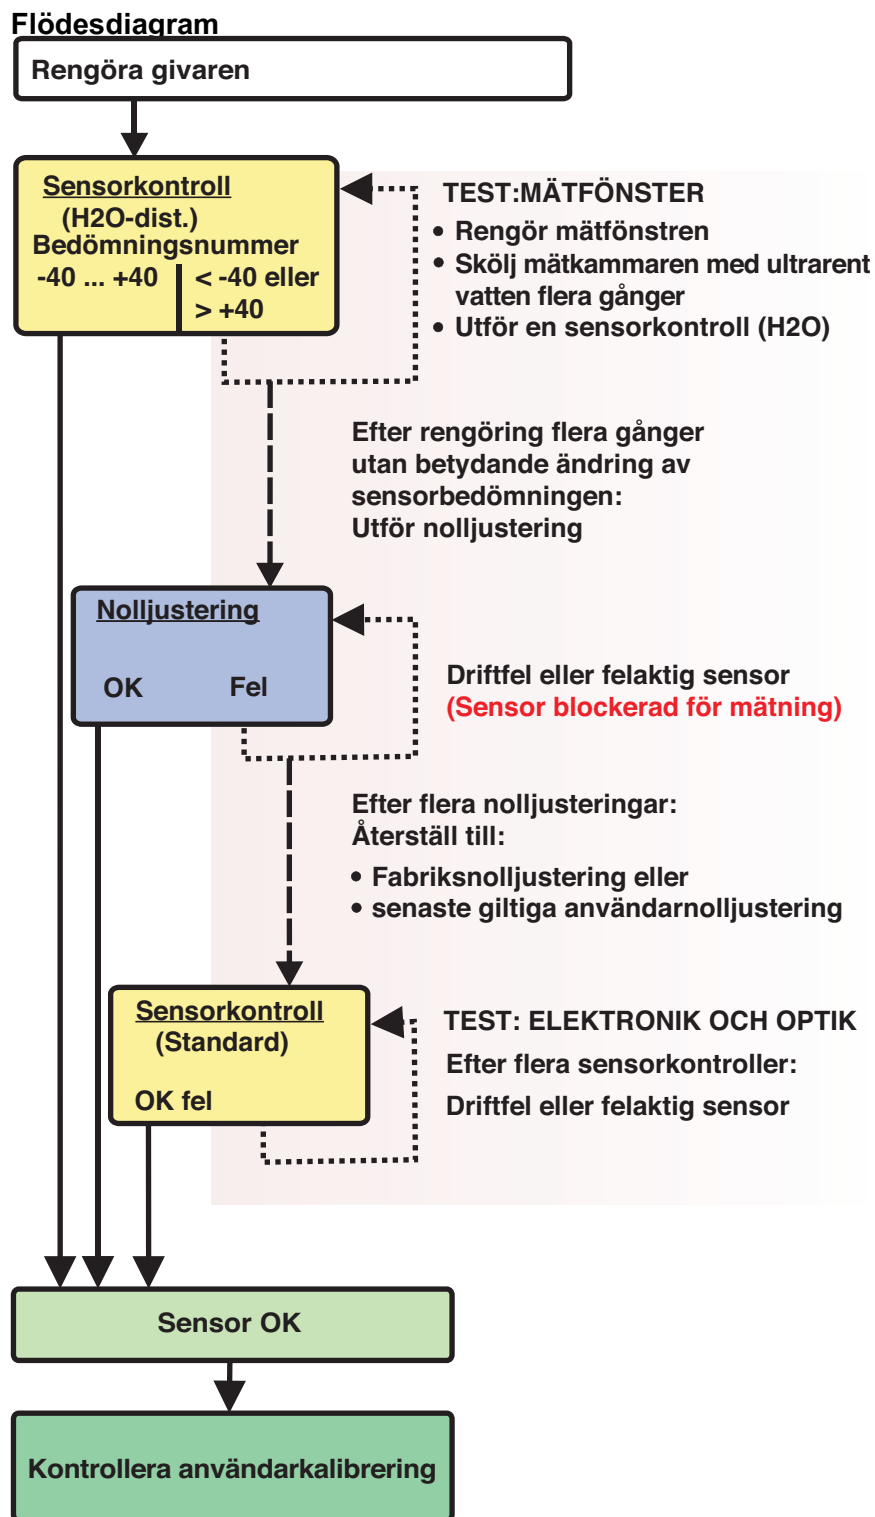 Flödesdiagram
Rengöra givaren
Sensorkontroll
(H2O-dist.)
Bedömningsnummer
-40 ... +40
< -40 eller
> +40
TEST:MÄTFÖNSTER
• Rengör mätfönstren
• Skölj mätkammaren med ultrarent
vatten flera gånger
• Utför en sensorkontroll (H2O)
Efter rengöring flera gånger
utan betydande ändring av
sensorbedömningen:
Utför nolljustering
Nolljustering
OK
Fel
Driftfel eller felaktig sensor
(Sensor blockerad för mätning)
Efter flera nolljusteringar:
Återställ till:
• Fabriksnolljustering eller
• senaste giltiga användarnolljustering
Sensorkontroll
(Standard)
OK fel
TEST: ELEKTRONIK OCH OPTIK
Efter flera sensorkontroller:
Driftfel eller felaktig sensor
Sensor OK
Kontrollera användarkalibrering